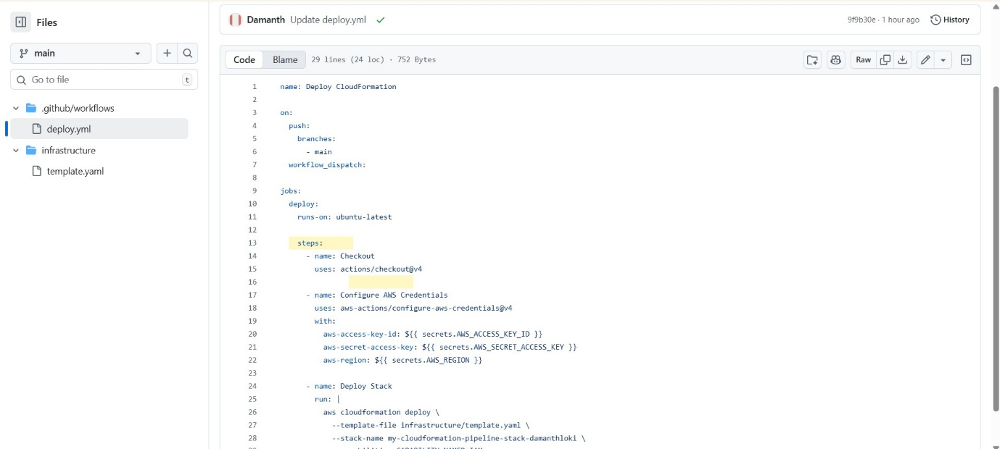 Files
main
Go to file
t
.github/workflows
deploy.yml
infrastructure
template.yaml
Damanth Update deploy.yml
9f9b30e · 1 hour ago
History
Code
Blame
29 lines (24 loc) · 752 Bytes
Raw
1 name: Deploy CloudFormation
2
3 on:
4 push:
5 branches:
6 - main
7 workflow_dispatch:
8
9 jobs:
10 deploy:
11 runs-on: ubuntu-latest
12
13 steps:
14 - name: Checkout
15 uses: actions/checkout@v4
16
17 - name: Configure AWS Credentials
18 uses: aws-actions/configure-aws-credentials@v4
19 with:
20 aws-access-key-id: ${{ secrets.AWS_ACCESS_KEY_ID }}
21 aws-secret-access-key: ${{ secrets.AWS_SECRET_ACCESS_KEY }}
22 aws-region: ${{ secrets.AWS_REGION }}
23
24 - name: Deploy Stack
25 run: |
26 aws cloudformation deploy \
27 --template-file infrastructure/template.yaml \
28 --stack-name my-cloudformation-pipeline-stack-damanthloki \